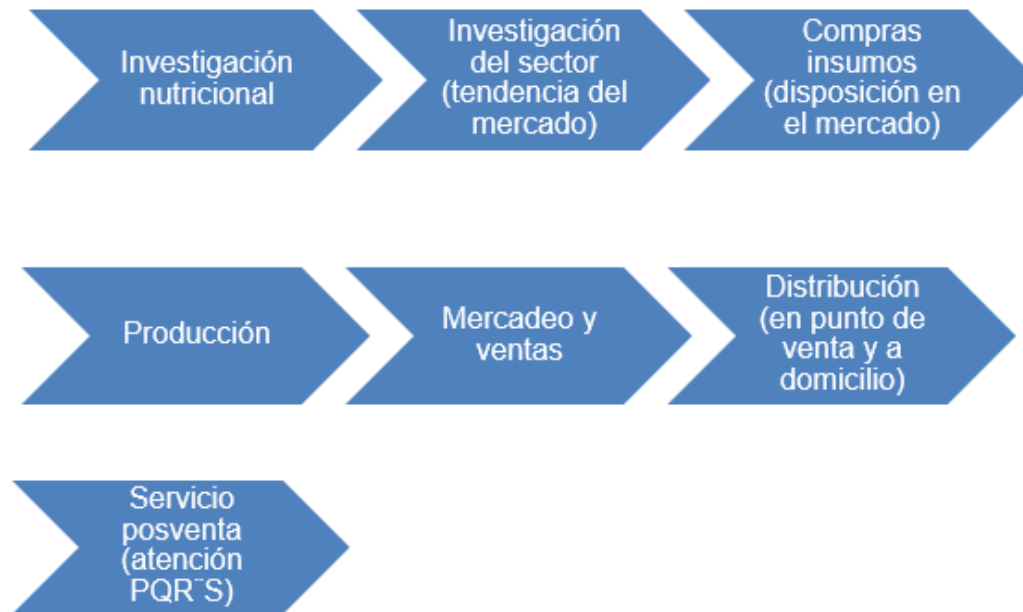 Investigación
nutricional
Investigación
del sector
(tendencia del
mercado)
Compras
insumos
(disposición en
el mercado)
Producción
Mercadeo y
ventas
Distribución
(en punto de
venta y a
domicilio)
Servicio
posventa
(atención
PQR¨S)